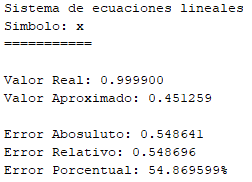 Sistema de ecuaciones lineales
Simbolo: x
===========
Valor Real: 0.999900
Valor Aproximado: 0.451259
Error Abosuluto: 0.548641
Error Relativo: 0.548696
Error Porcentual: 54.869599%